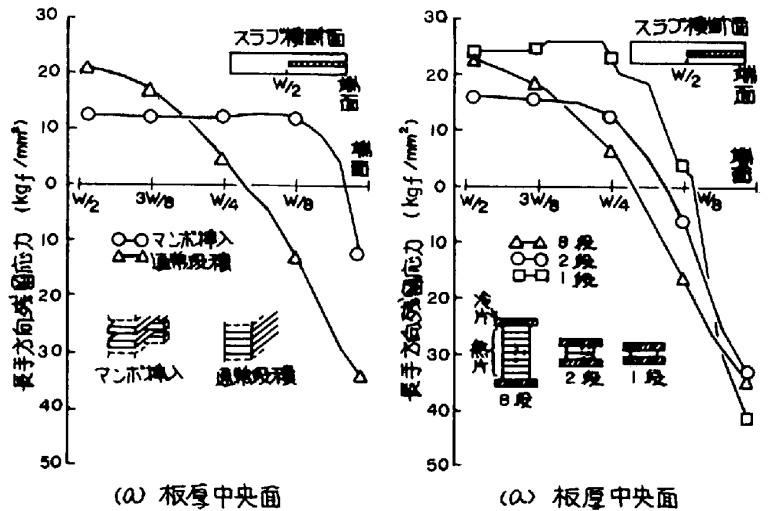 30
20
10
0
10
20
30
40
50
長手方向残留応力 (kgf/mm²)
スラブ横断面
W/2
端面
端面
W/2
3W/8
W/4
W/8
マンボ挿入
通常段積
マンボ挿入
通常段積
(a) 板厚中央面
30
20
10
0
10
20
30
40
50
長手方向残留応力 (kgf/mm²)
スラブ横断面
W/2
端面
端面
W/2
3W/8
W/4
W/8
8段
2段
1段
冷片
熱片
8段
2段
1段
(a) 板厚中央面